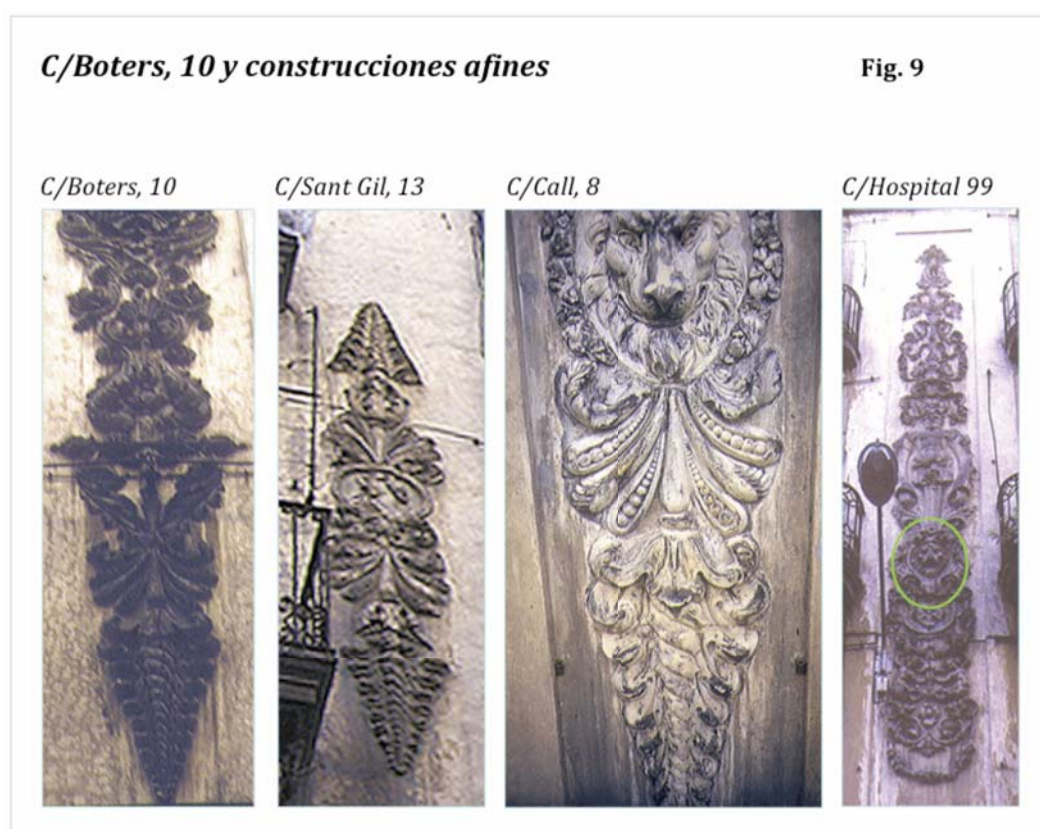 C/Boters, 10 y construcciones afines
Fig. 9
C/Boters, 10
C/Sant Gil, 13
C/Call, 8
C/Hospital 99